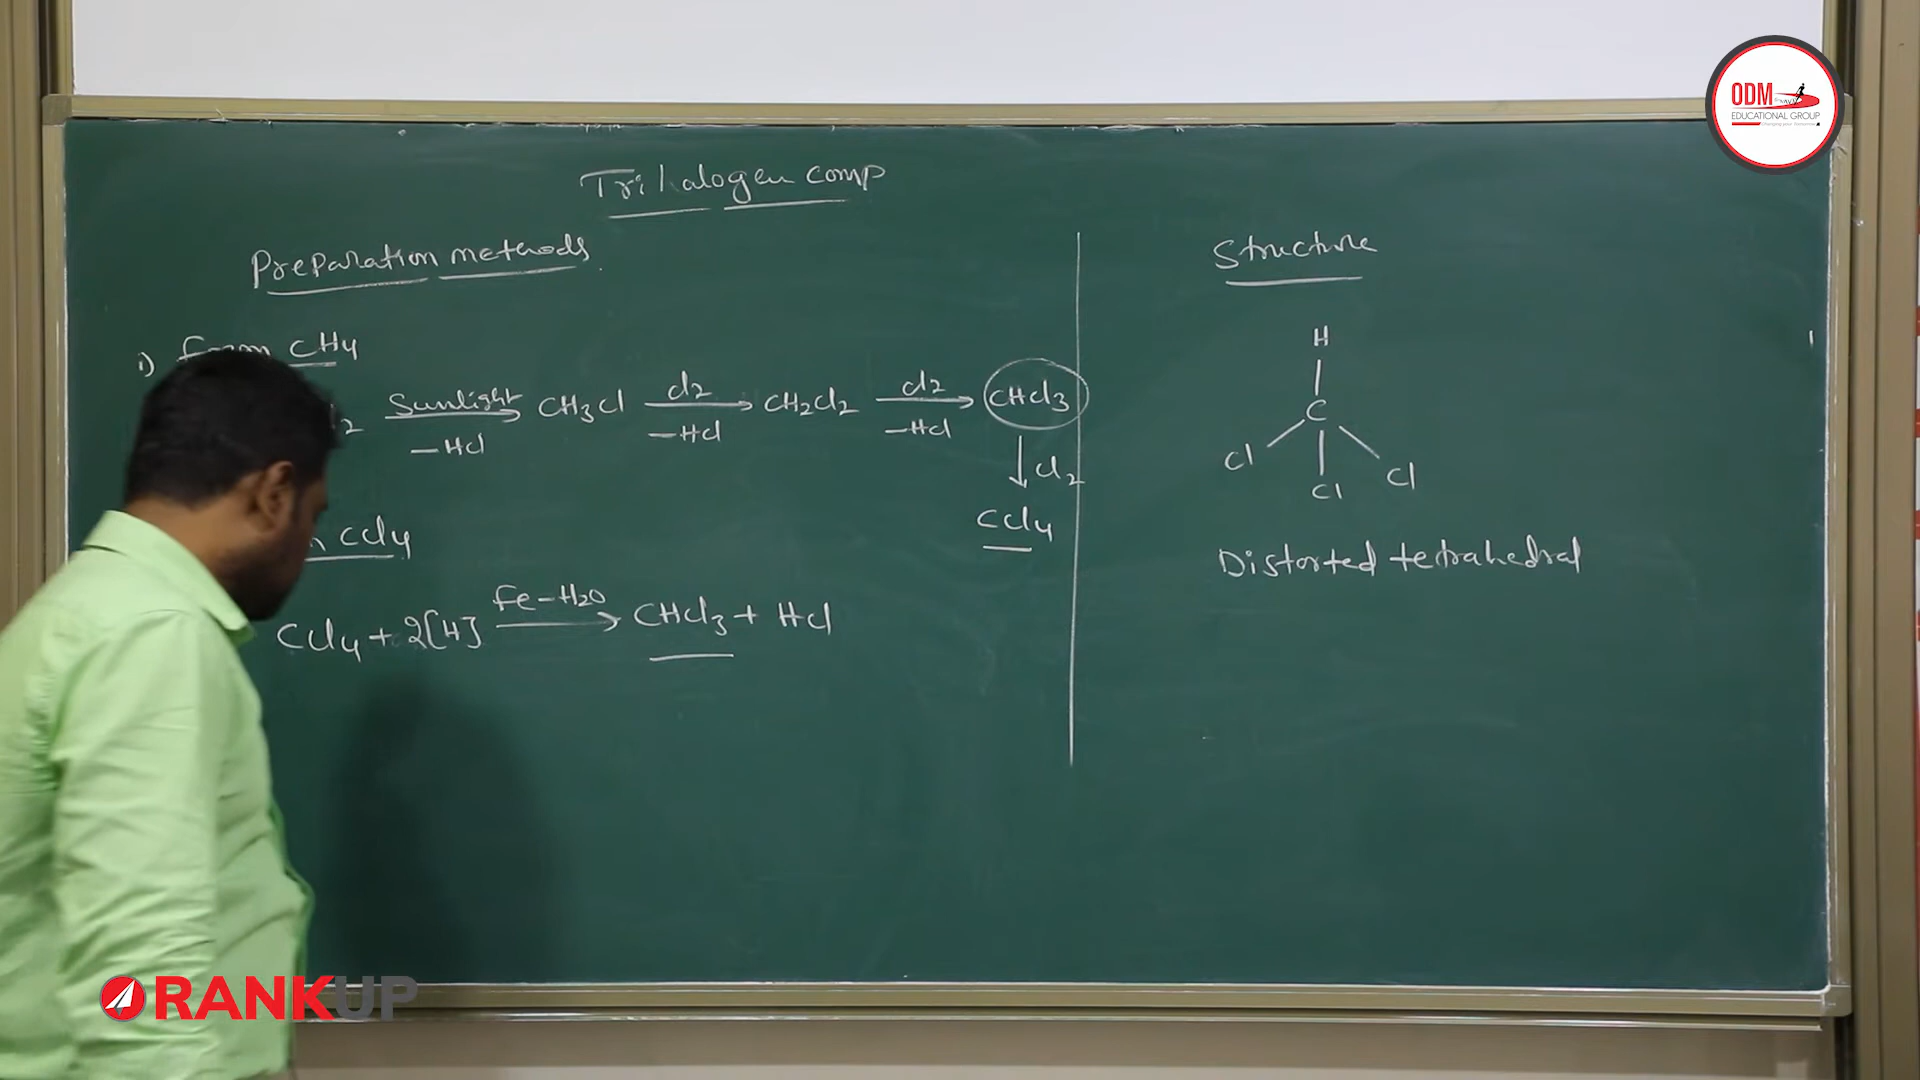 Trihalogen comp
Preparation methods
i) From CH4
Sunlight
Cl2
Cl2
CH3Cl
CH2Cl2
CHCl3
-HCl
-HCl
-HCl
Cl2
CCl4
CCl4
CCl4 + 2[H]
Fe-H2O
CHCl3 + HCl
Structure
H
C
Cl
Cl
Cl
Distorted tetrahedral
ODM
EDUCATIONAL GROUP
RANKUP